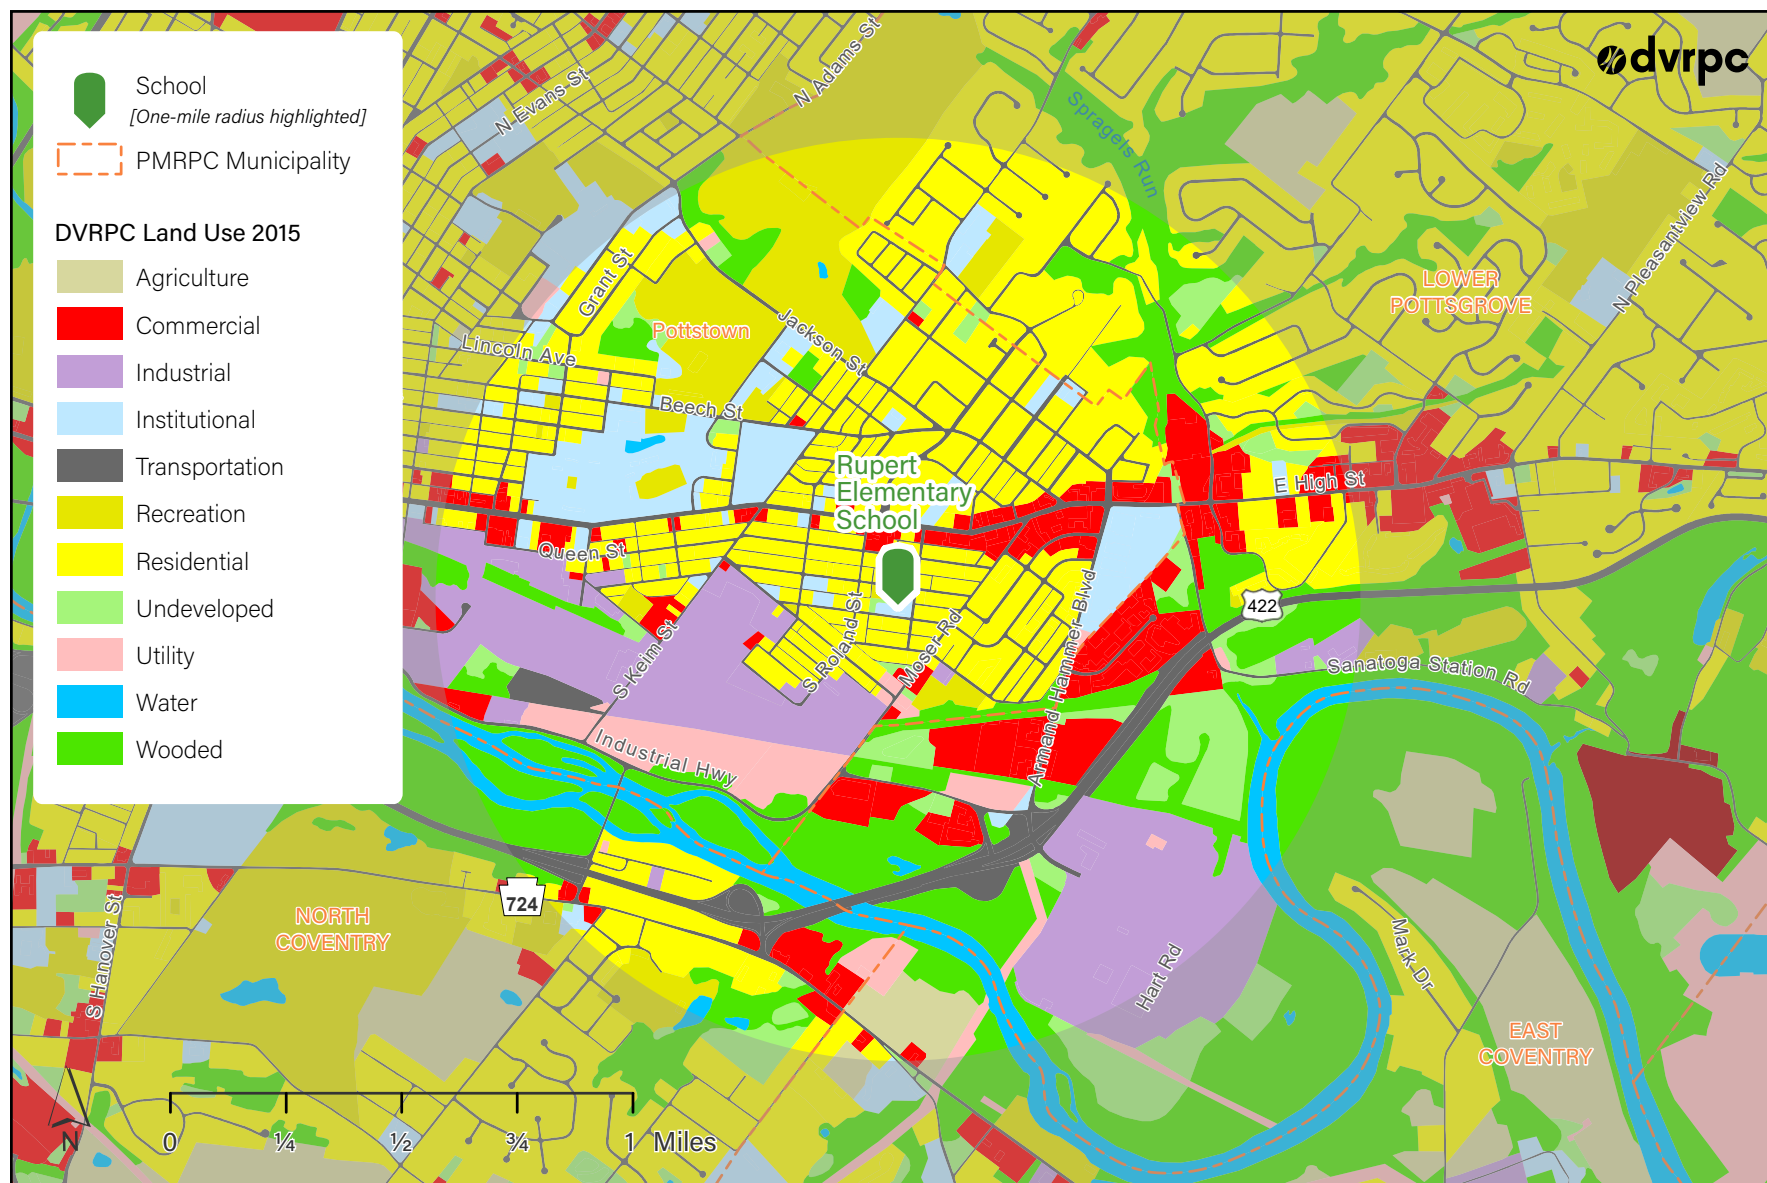 School
[One-mile radius highlighted]
PMRPC Municipality
DVRPC Land Use 2015
Agriculture
Commercial
Industrial
Institutional
Transportation
Recreation
Residential
Undeveloped
Utility
Water
Wooded
dvrpc
N Evans St
N Adams St
Spragels Run
N Pleasantview Rd
LOWER
POTTSGROVE
Grant St
Pottstown
Jackson St
Lincoln Ave
Beech St
Rupert
Elementary
School
E High St
Queen St
422
S Keim St
S Roland St
Moser Rd
Armand Hammer Blvd
Sanatoga Station Rd
Industrial Hwy
724
NORTH
COVENTRY
S Hanover St
Hart Rd
Mark Dr
EAST
COVENTRY
N
0 ¼ ½ ¾ 1 Miles